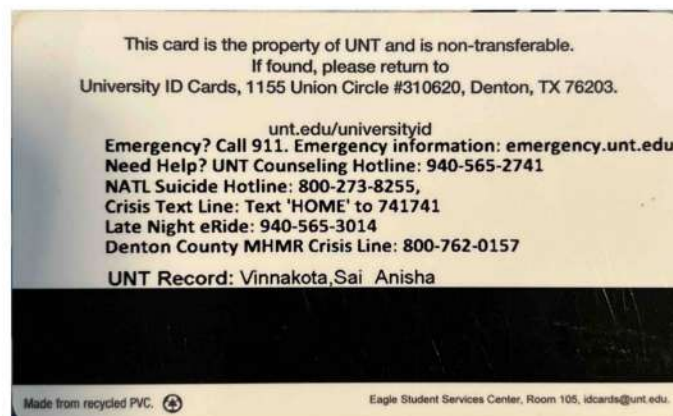 This card is the property of UNT and is non-transferable.
If found, please return to
University ID Cards, 1155 Union Circle #310620, Denton, TX 76203.
unt.edu/universityid
Emergency? Call 911. Emergency information: emergency.unt.edu
Need Help? UNT Counseling Hotline: 940-565-2741
NATL Suicide Hotline: 800-273-8255,
Crisis Text Line: Text 'HOME' to 741741
Late Night eRide: 940-565-3014
Denton County MHMR Crisis Line: 800-762-0157
UNT Record: Vinnakota,Sai Anisha
Made from recycled PVC.
Eagle Student Services Center, Room 105, idcards@unt.edu.